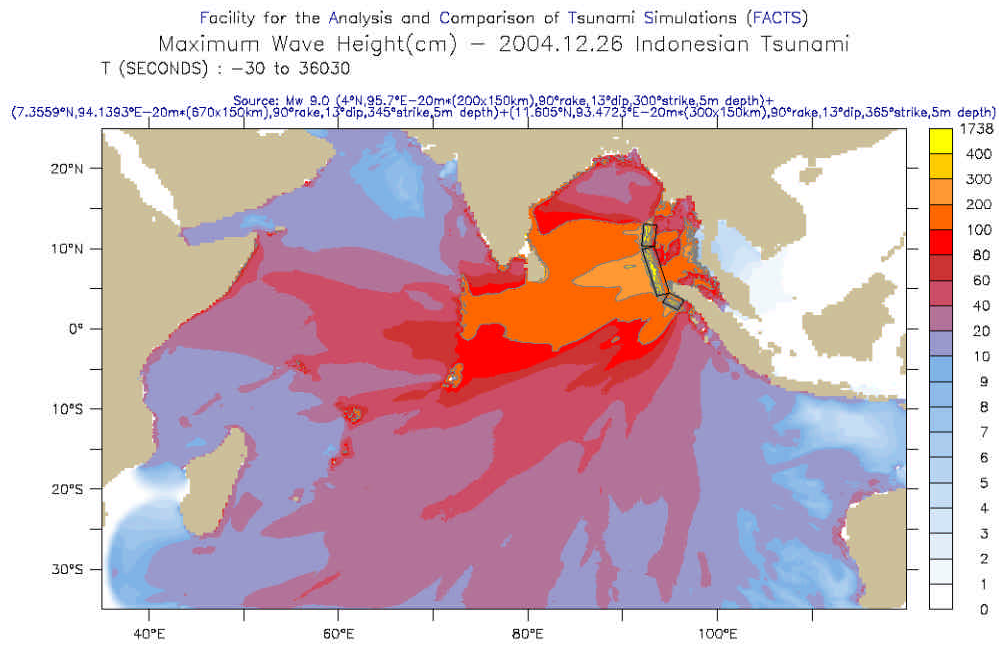 Facility for the Analysis and Comparison of Tsunami Simulations (FACTS)
Maximum Wave Height(cm) - 2004.12.26 Indonesian Tsunami
T (SECONDS) : -30 to 36030
Source: Mw 9.0 (4°N,95.7°E-20m*(200x150km),90°rake,13°dip,300°strike,5m depth)+
(7.3559°N,94.1393°E-20m*(670x150km),90°rake,13°dip,345°strike,5m depth)+(11.605°N,93.4723°E-20m*(300x150km),90°rake,13°dip,365°strike,5m depth)
1738
400
300
200
100
80
60
40
20
10
9
8
7
6
5
4
3
2
1
0
20°N
10°N
0°
10°S
20°S
30°S
40°E
60°E
80°E
100°E